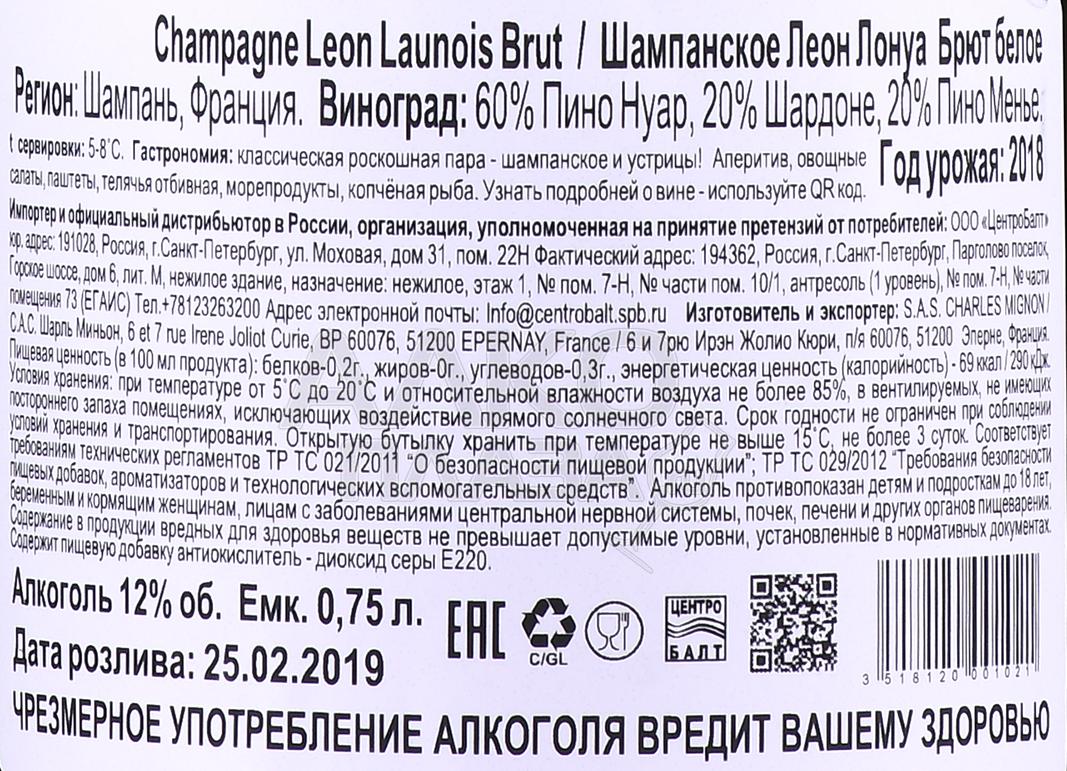 Champagne Leon Launois Brut / Шампанское Леон Лонуа Брют белое
Регион: Шампань, Франция. Виноград: 60% Пино Нуар, 20% Шардоне, 20% Пино Менье.
t сервировки: 5-8˚C. Гастрономия: классическая роскошная пара - шампанское и устрицы! Аперитив, овощные
салаты, паштеты, телячья отбивная, морепродукты, копчёная рыба. Узнать подробней о вине - используйте QR код.
Год урожая: 2018
Импортер и официальный дистрибьютор в России, организация, уполномоченная на принятие претензий от потребителей: ООО «ЦентроБалт»
юр. адрес: 191028, Россия, г.Санкт-Петербург, ул. Моховая, дом 31, пом. 22Н Фактический адрес: 194362, Россия, г.Санкт-Петербург, Парголово поселок,
Горское шоссе, дом 6, лит. М, нежилое здание, назначение: нежилое, этаж 1, № пом. 7-Н, № части пом. 10/1, антресоль (1 уровень), № пом. 7-Н, № части
помещения 73 (ЕГАИС) Тел.+78123263200 Адрес электронной почты: Info@centrobalt.spb.ru Изготовитель и экспортер: S.A.S. CHARLES MIGNON /
С.А.С. Шарль Миньон, 6 et 7 rue Irene Joliot Curie, BP 60076, 51200 EPERNAY, France / 6 и 7рю Ирэн Жолио Кюри, п/я 60076, 51200 Эперне, Франция.
Пищевая ценность (в 100 мл продукта): белков-0,2г., жиров-0г., углеводов-0,3г., энергетическая ценность (калорийность) - 69 ккал / 290 кДж.
Условия хранения: при температуре от 5˚С до 20˚С и относительной влажности воздуха не более 85%, в вентилируемых, не имеющих
постороннего запаха помещениях, исключающих воздействие прямого солнечного света. Срок годности не ограничен при соблюдении
условий хранения и транспортирования. Открытую бутылку хранить при температуре не выше 15˚С, не более 3 суток. Соответствует
требованиям технических регламентов ТР ТС 021/2011 “О безопасности пищевой продукции”; ТР ТС 029/2012 “Требования безопасности
пищевых добавок, ароматизаторов и технологических вспомогательных средств”. Алкоголь противопоказан детям и подросткам до 18 лет,
беременным и кормящим женщинам, лицам с заболеваниями центральной нервной системы, почек, печени и других органов пищеварения.
Содержание в продукции вредных для здоровья веществ не превышает допустимые уровни, установленные в нормативных документах.
Содержит пищевую добавку антиокислитель - диоксид серы Е220.
Алкоголь 12% об. Емк. 0,75 л.
Дата розлива: 25.02.2019
EAC
C/GL
ЦЕНТРО
БАЛТ
3 518120 001021
ЧРЕЗМЕРНОЕ УПОТРЕБЛЕНИЕ АЛКОГОЛЯ ВРЕДИТ ВАШЕМУ ЗДОРОВЬЮ